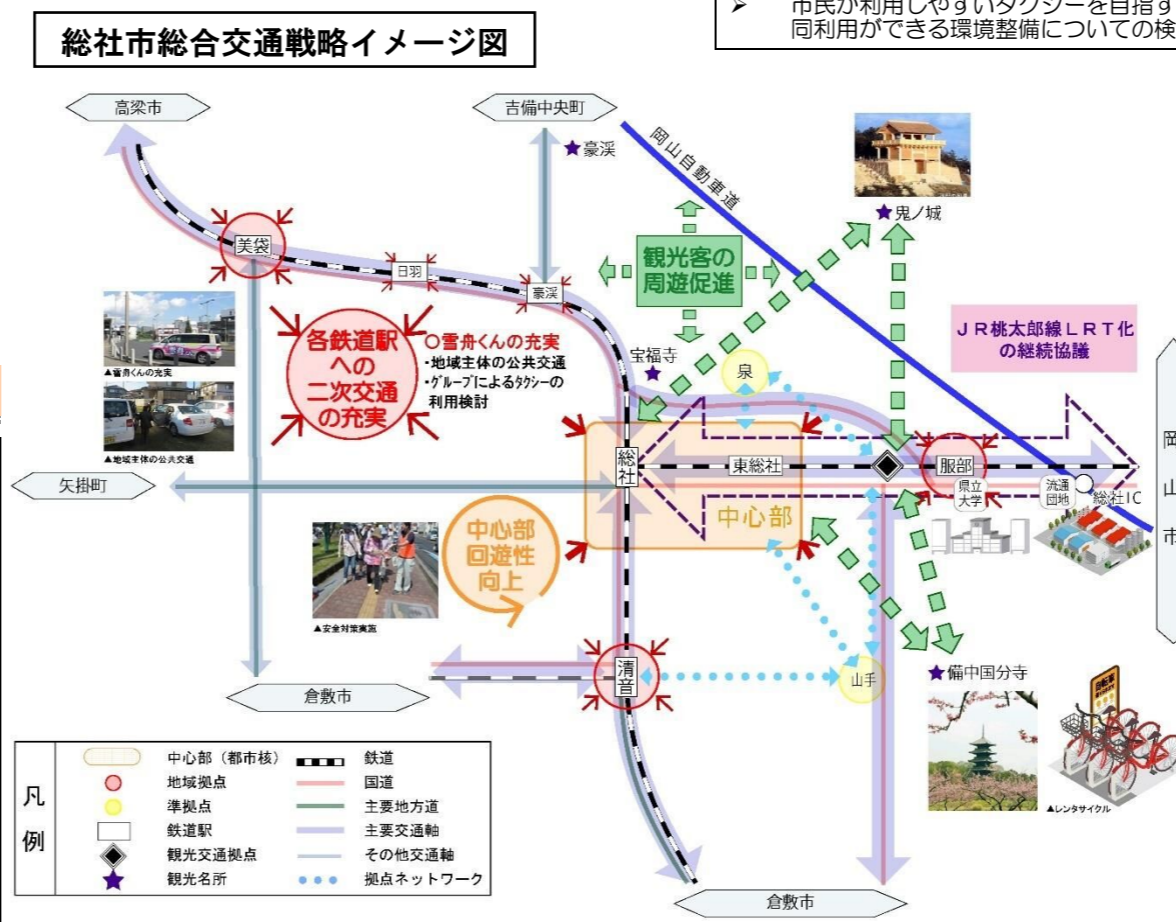 市民が利用しやすいタクシーを目指す
同利用ができる環境整備についての検
総社市総合交通戦略イメージ図
高梁市
吉備中央町
豪渓
岡山自動車道
鬼ノ城
美袋
日羽
豪渓
観光客の
周遊促進
JR桃太郎線LRT化
の継続協議
▲雪舟くんの充実
▲地域主体の公共交通
各鉄道駅
への
二次交通
の充実
○雪舟くんの充実
・地域主体の公共交通
・グループによるタクシーの
利用検討
宝福寺
泉
総社
東総社
服部
県立
大学
流通
団地
総社IC
岡山市
矢掛町
中心部
中心部
回遊性
向上
▲安全対策実施
清音
山手
倉敷市
備中国分寺
自転車
▲レンタサイクル
倉敷市
凡例
中心部（都市核）
地域拠点
準拠点
鉄道駅
観光交通拠点
観光名所
鉄道
国道
主要地方道
主要交通軸
その他交通軸
拠点ネットワーク